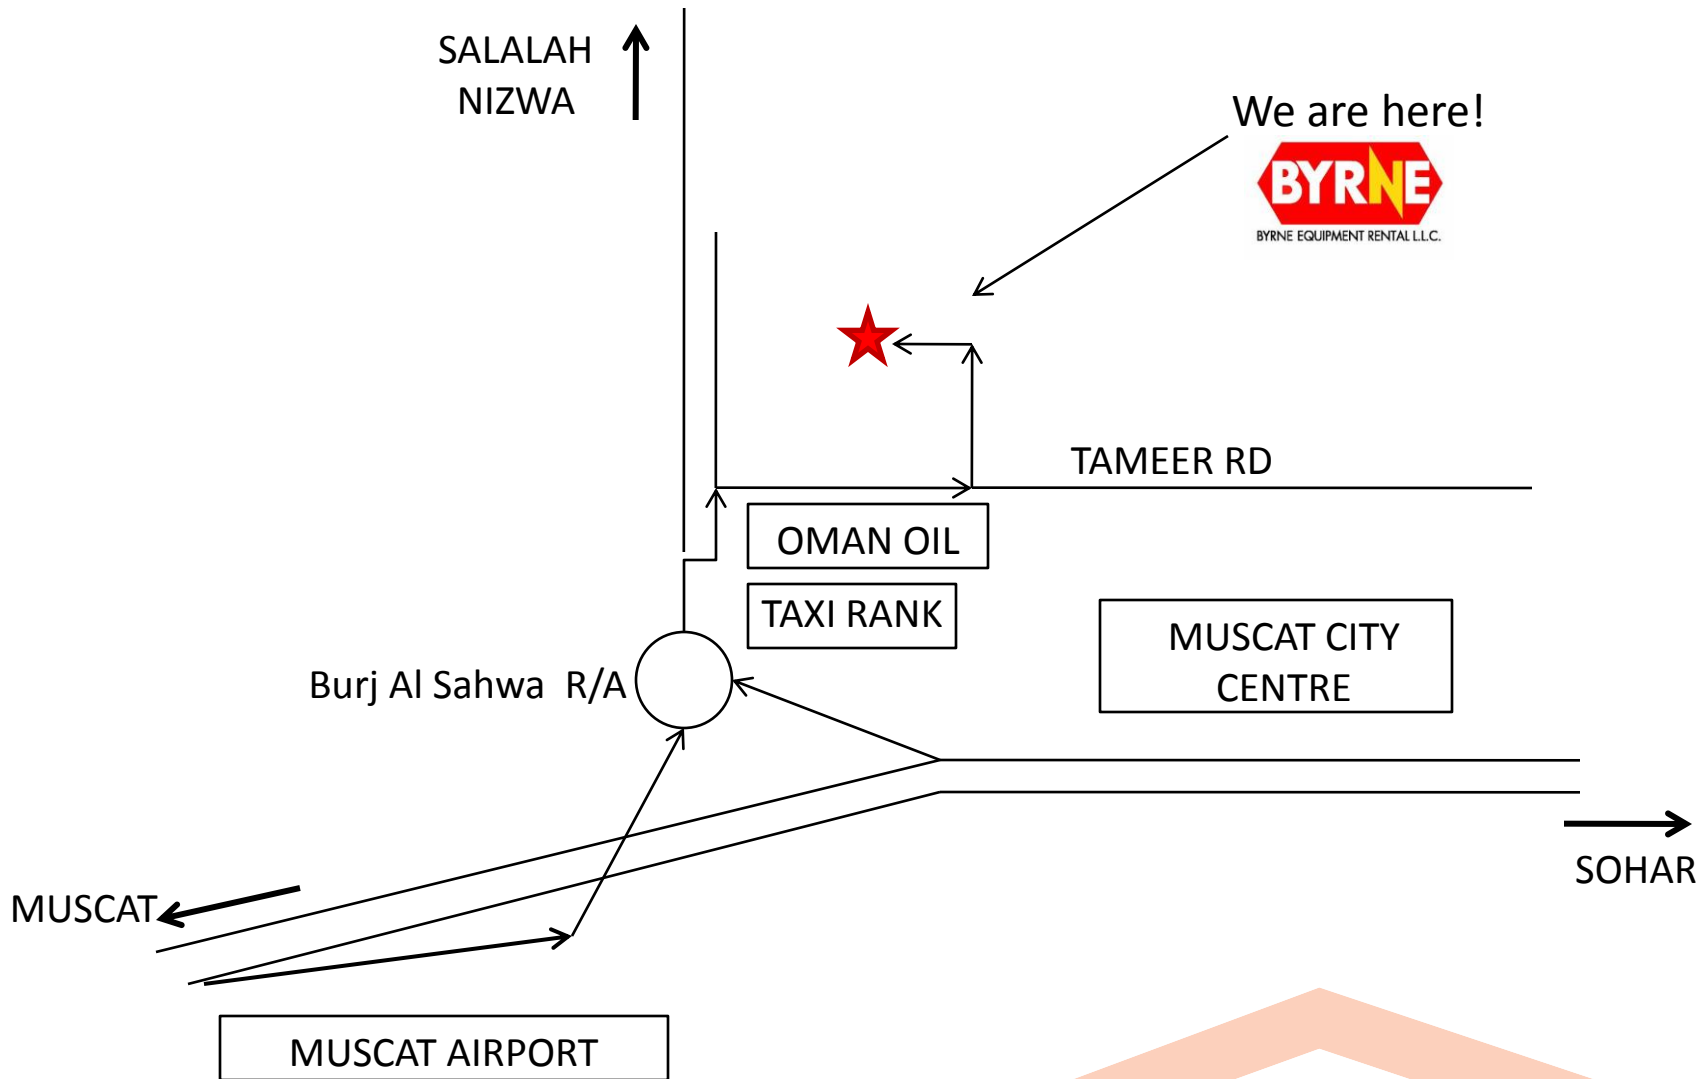 SALALAH
NIZWA
We are here!
BYRNE
BYRNE EQUIPMENT RENTAL L.L.C.
TAMEER RD
OMAN OIL
TAXI RANK
MUSCAT CITY
CENTRE
Burj Al Sahwa R/A
SOHAR
MUSCAT
MUSCAT AIRPORT